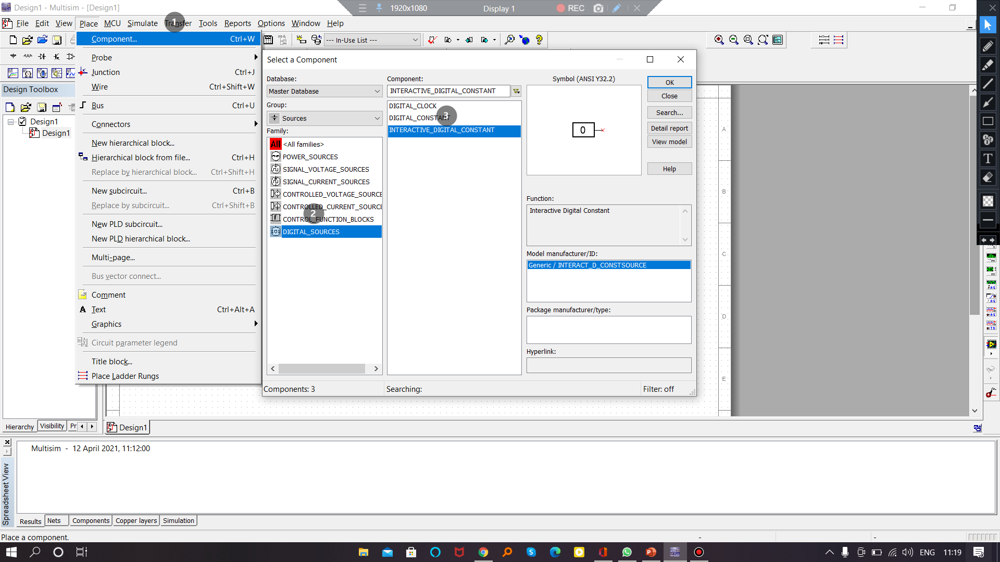 Design1 - Multisim - [Design1]
1920x1080
Display 1
REC
File Edit View Place MCU Simulate Transfer Tools Reports Options Window Help
1
--- In-Use List ---
Component... Ctrl+W
Probe
Junction Ctrl+J
Wire Ctrl+Shift+W
Bus Ctrl+U
Connectors
New hierarchical block...
Hierarchical block from file... Ctrl+H
Replace by hierarchical block... Ctrl+Shift+H
New subcircuit... Ctrl+B
Replace by subcircuit... Ctrl+Shift+B
New PLD subcircuit...
New PLD hierarchical block...
Multi-page...
Bus vector connect...
Comment
Text Ctrl+Alt+A
Graphics
Circuit parameter legend
Title block...
Place Ladder Rungs
Design Toolbox
Design1
Design1
Hierarchy Visibility Pr
Select a Component
Database:
Master Database
Group:
Sources
Family:
All <All families>
POWER_SOURCES
SIGNAL_VOLTAGE_SOURCES
SIGNAL_CURRENT_SOURCES
CONTROLLED_VOLTAGE_SOURCE
CONTROLLED_CURRENT_SOURCE
2
CONTROL_FUNCTION_BLOCKS
DIGITAL_SOURCES
Component:
INTERACTIVE_DIGITAL_CONSTANT
DIGITAL_CLOCK
DIGITAL_CONSTANT
3
INTERACTIVE_DIGITAL_CONSTANT
Symbol (ANSI Y32.2)
0
OK
Close
Search...
Detail report
View model
Help
Function:
Interactive Digital Constant
Model manufacturer/ID:
Generic / INTERACT_D_CONSTSOURCE
Package manufacturer/type:
Hyperlink:
Components: 3
Searching:
Filter: off
A
B
C
D
E
Design1
Multisim - 12 April 2021, 11:12:00
Spreadsheet View
Results Nets Components Copper layers Simulation
Place a component.
- -
ENG 11:19